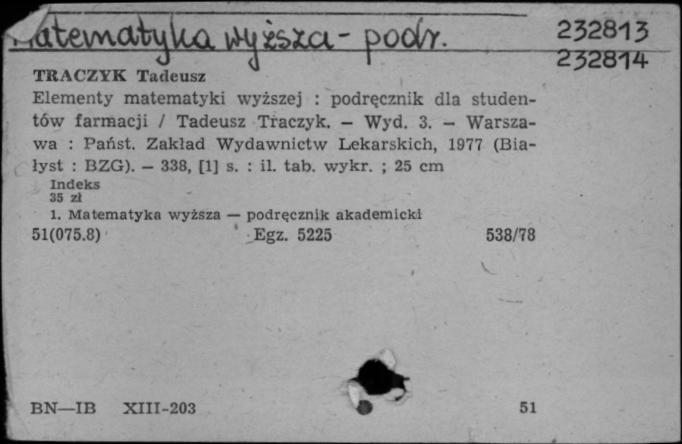 Matematyka wyższa - podr.
232813
232814
TRACZYK Tadeusz
Elementy matematyki wyższej : podręcznik dla studen-
tów farmacji / Tadeusz Traczyk. — Wyd. 3. — Warsza-
wa : Państ. Zakład Wydawnictw Lekarskich, 1977 (Bia-
łyst : BZG). — 338, [1] s. : il. tab. wykr. ; 25 cm
Indeks
35 zł
1. Matematyka wyższa — podręcznik akademicki
51(075.8) Egz. 5225 538/78
BN—IB XIII-203 51